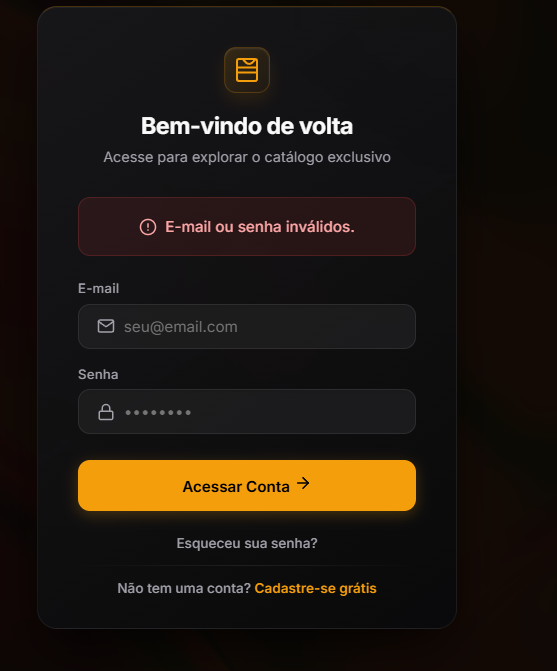 Bem-vindo de volta
Acesse para explorar o catálogo exclusivo
E-mail ou senha inválidos.
E-mail
seu@email.com
Senha
••••••••
Acessar Conta →
Esqueceu sua senha?
Não tem uma conta? Cadastre-se grátis